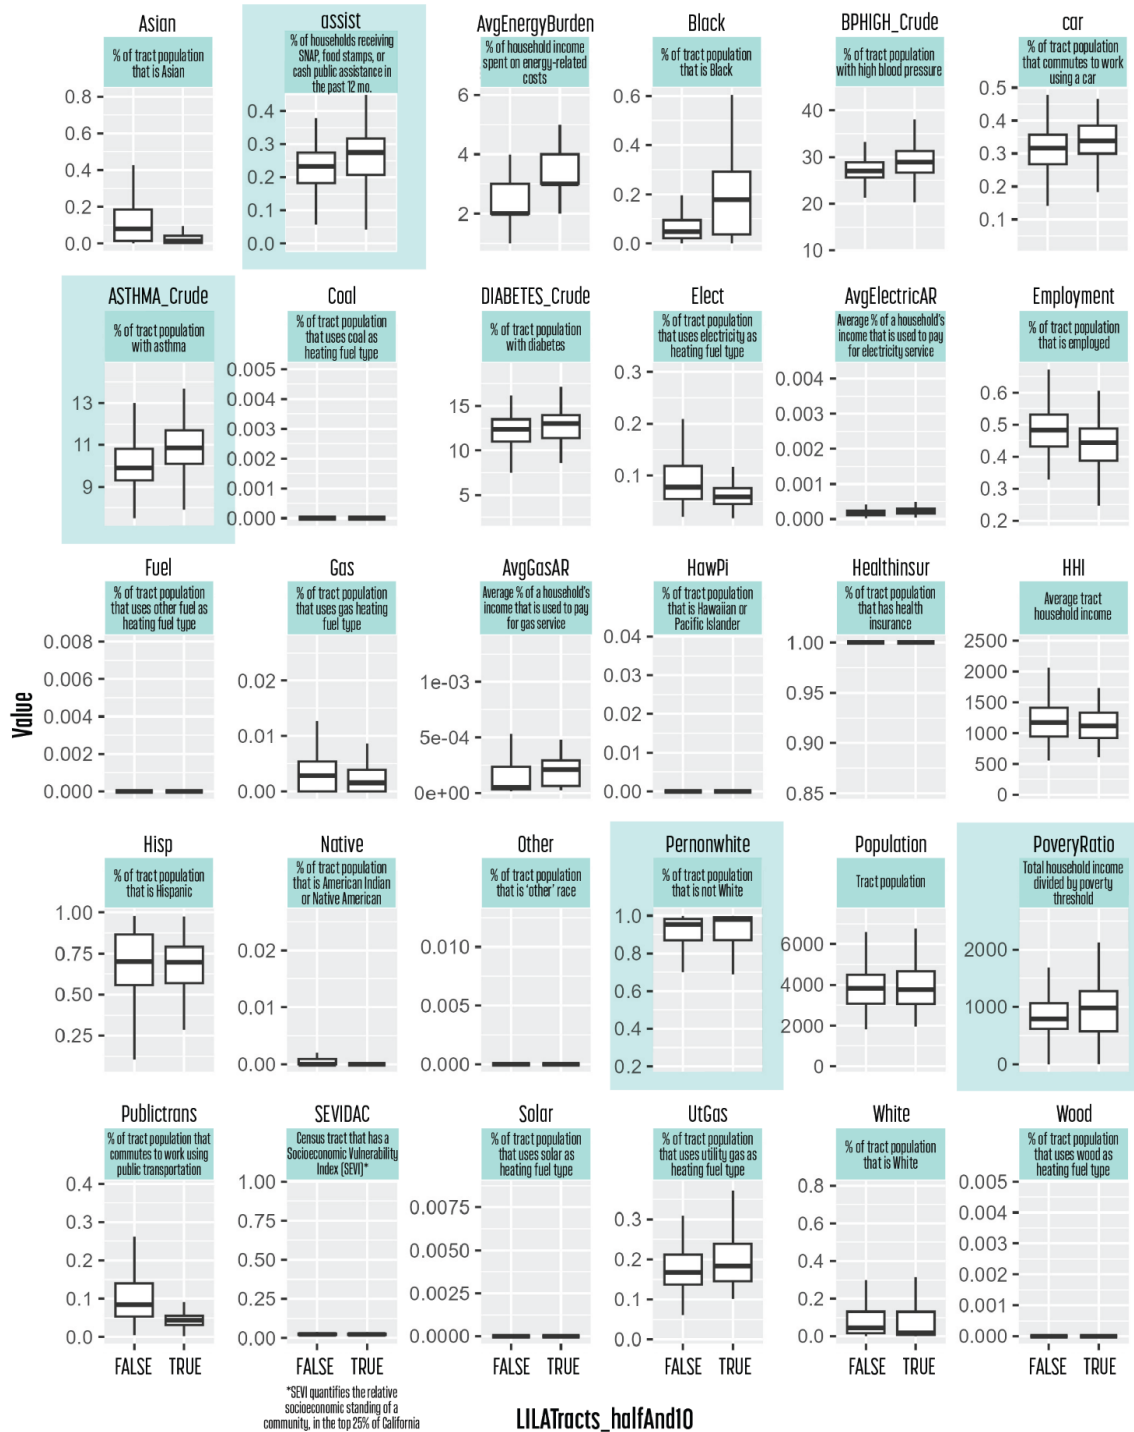 Asian
% of tract population
that is Asian
0.8
0.6
0.4
0.2
0.0
assist
% of households receiving
SNAP, food stamps, or
cash public assistance in
the past 12 mo.
0.4
0.3
0.2
0.1
0.0
AvgEnergyBurden
% of household income
spent on energy-related
costs
6
4
2
Black
% of tract population
that is Black
0.6
0.4
0.2
0.0
BPHIGH_Crude
% of tract population
with high blood pressure
40
30
20
10
car
% of tract population
that commutes to work
using a car
0.5
0.4
0.3
0.2
0.1
ASTHMA_Crude
% of tract population
with asthma
13
11
9
Coal
% of tract population
that uses coal as
heating fuel type
0.005
0.004
0.003
0.002
0.001
0.000
DIABETES_Crude
% of tract population
with diabetes
15
10
5
Elect
% of tract population
that uses electricity as
heating fuel type
0.3
0.2
0.1
AvgElectricAR
Average % of a household's
income that is used to pay
for electricity service
0.004
0.003
0.002
0.001
0.000
Employment
% of tract population
that is employed
0.6
0.5
0.4
0.3
0.2
Fuel
% of tract population
that uses other fuel as
heating fuel type
0.008
0.006
0.004
0.002
0.000
Gas
% of tract population
that uses gas heating
fuel type
0.02
0.01
0.00
AvgGasAR
Average % of a household's
income that is used to pay
for gas service
1e-03
5e-04
0e+00
HawPi
% of tract population
that is Hawaiian or
Pacific Islander
0.04
0.03
0.02
0.01
0.00
Healthinsur
% of tract population
that has health
insurance
1.00
0.95
0.90
0.85
HHI
Average tract
household income
2500
2000
1500
1000
500
0
Value
Hisp
% of tract population
that is Hispanic
1.00
0.75
0.50
0.25
Native
% of tract population
that is American Indian
or Native American
0.02
0.01
0.00
Other
% of tract population
that is 'other' race
0.010
0.005
0.000
Pernonwhite
% of tract population
that is not White
1.0
0.8
0.6
0.4
0.2
Population
Tract population
6000
4000
2000
0
PoveryRatio
Total household income
divided by poverty
threshold
2000
1000
0
Publictrans
% of tract population that
commutes to work using
public transportation
0.4
0.3
0.2
0.1
0.0
SEVIDAC
Census tract that has a
Socioeconomic Vulnerability
Index (SEVI)*
1.00
0.75
0.50
0.25
0.00
Solar
% of tract population
that uses solar as
heating fuel type
0.0075
0.0050
0.0025
0.0000
UtGas
% of tract population
that uses utility gas as
heating fuel type
0.3
0.2
0.1
0.0
White
% of tract population
that is White
0.8
0.6
0.4
0.2
0.0
Wood
% of tract population
that uses wood as
heating fuel type
0.005
0.004
0.003
0.002
0.001
0.000
FALSE TRUE
FALSE TRUE
FALSE TRUE
FALSE TRUE
FALSE TRUE
FALSE TRUE
*SEVI quantifies the relative
socioeconomic standing of a
community, in the top 25% of California
LILATracts_halfAnd10